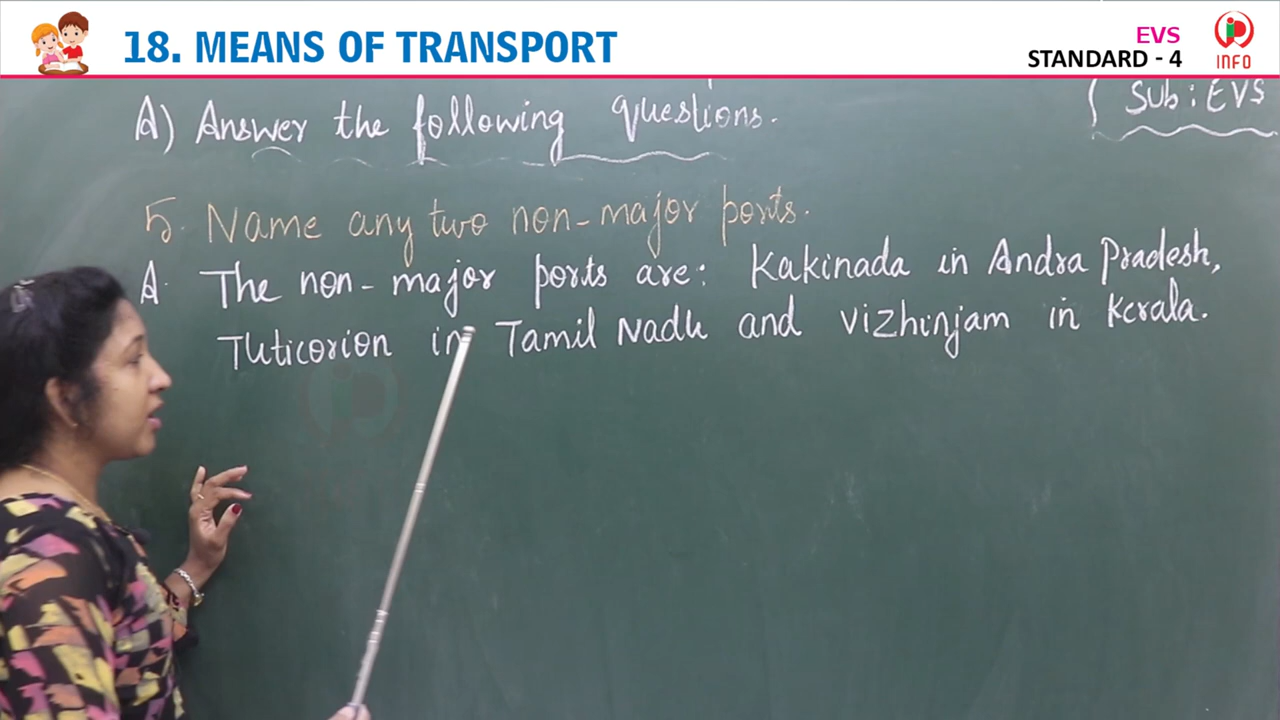 18. MEANS OF TRANSPORT
EVS
STANDARD - 4
INFO
Sub: EVS
A) Answer the following questions.
5. Name any two non-major ports.
A. The non-major ports are: Kakinada in Andra Pradesh,
Tuticorion in Tamil Nadu and Vizhinjam in Kerala.